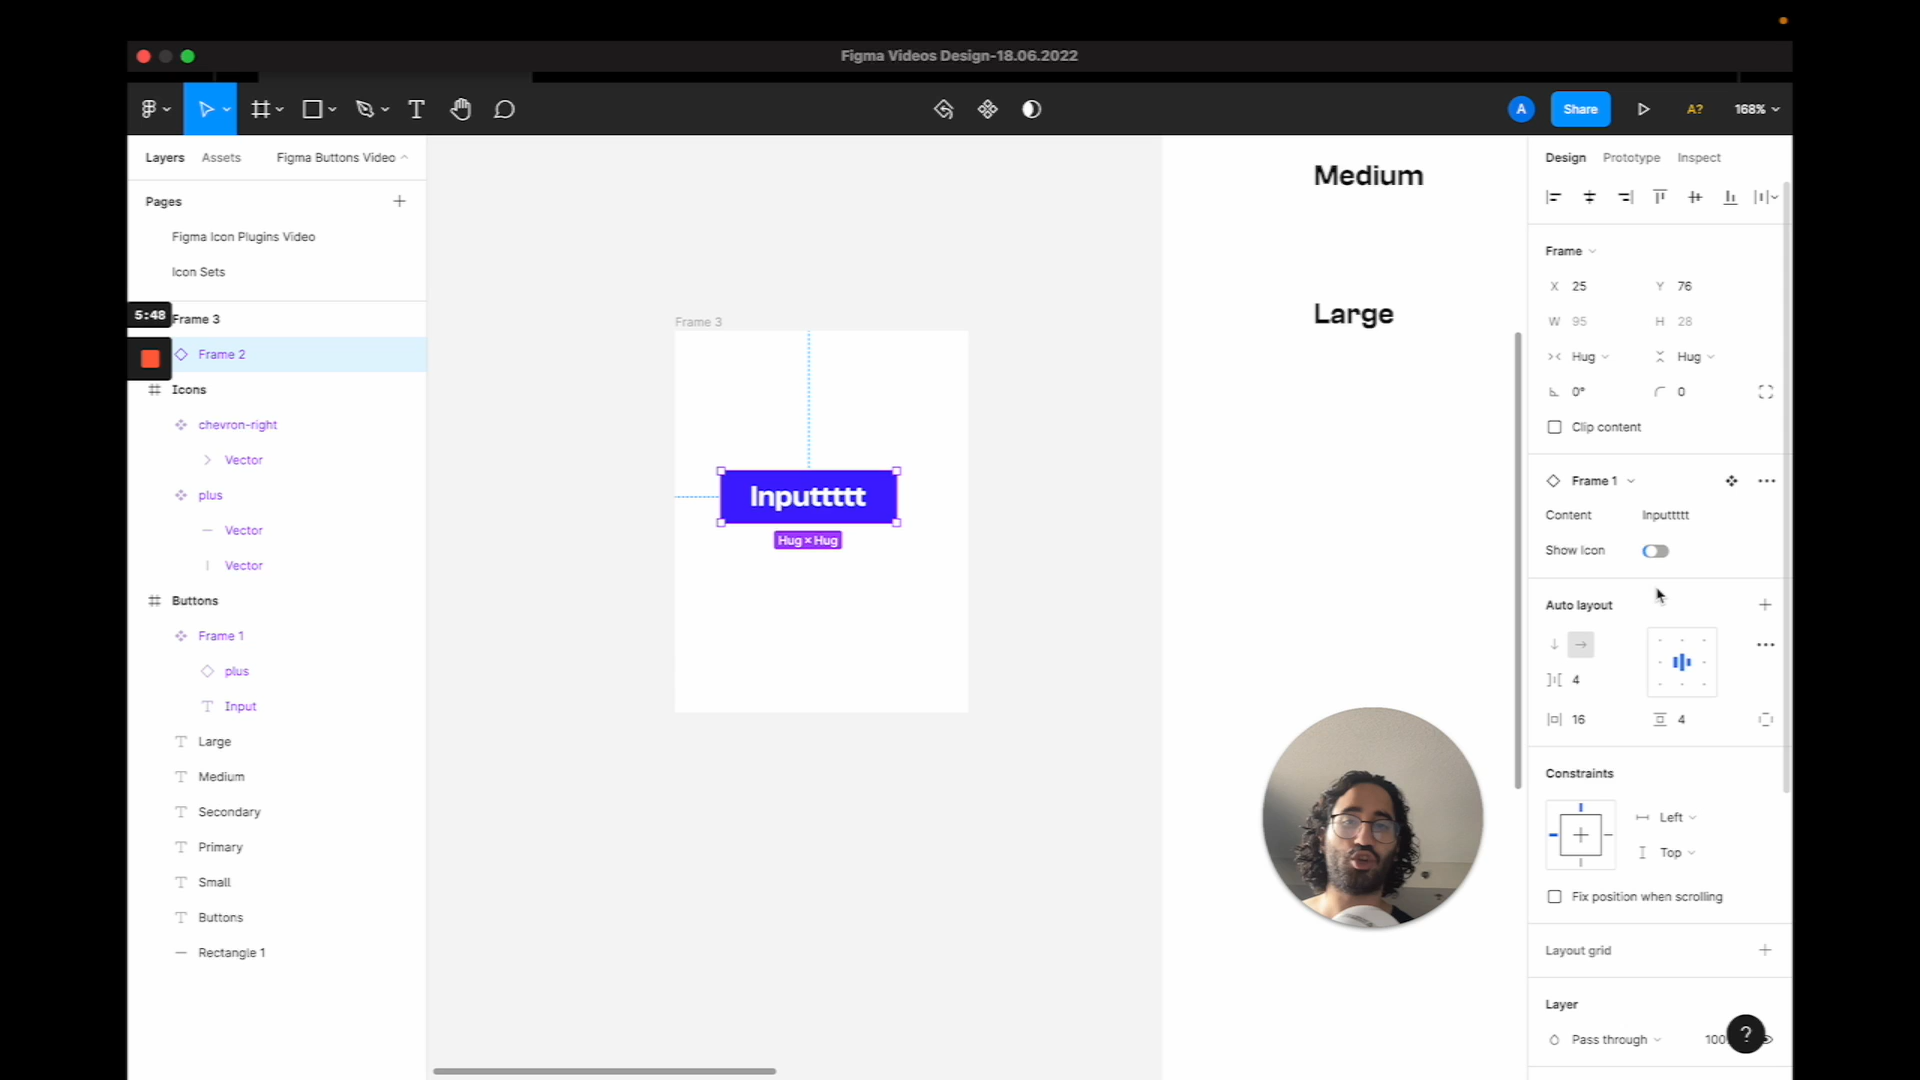 Figma Videos Design-18.06.2022
A
Share
A?
168%
Layers
Assets
Figma Buttons Video
Pages
Figma Icon Plugins Video
Icon Sets
5:48
Frame 3
Frame 2
Icons
chevron-right
Vector
plus
Vector
Vector
Buttons
Frame 1
plus
Input
Large
Medium
Secondary
Primary
Small
Buttons
Rectangle 1
Frame 3
Inputtttt
Hug × Hug
Medium
Large
Design
Prototype
Inspect
Frame
X 25
Y 76
W 95
H 28
Hug
Hug
0°
0
Clip content
Frame 1
Content
Inputtttt
Show Icon
Auto layout
4
16
4
Constraints
Left
Top
Fix position when scrolling
Layout grid
Layer
Pass through
100
?